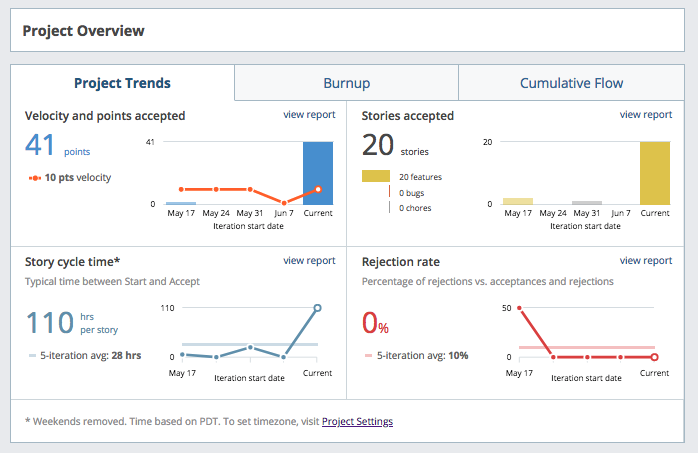 Project Overview
Project Trends
Burnup
Cumulative Flow
Velocity and points accepted
view report
41 points
10 pts velocity
41
0
May 17 May 24 May 31 Jun 7 Current
Iteration start date
Stories accepted
view report
20 stories
20 features
0 bugs
0 chores
20
0
May 17 May 24 May 31 Jun 7 Current
Iteration start date
Story cycle time*
view report
Typical time between Start and Accept
110 hrs
per story
5-iteration avg: 28 hrs
110
0
May 17 Current
Iteration start date
Rejection rate
view report
Percentage of rejections vs. acceptances and rejections
0%
5-iteration avg: 10%
50
0
May 17 Current
Iteration start date
* Weekends removed. Time based on PDT. To set timezone, visit Project Settings